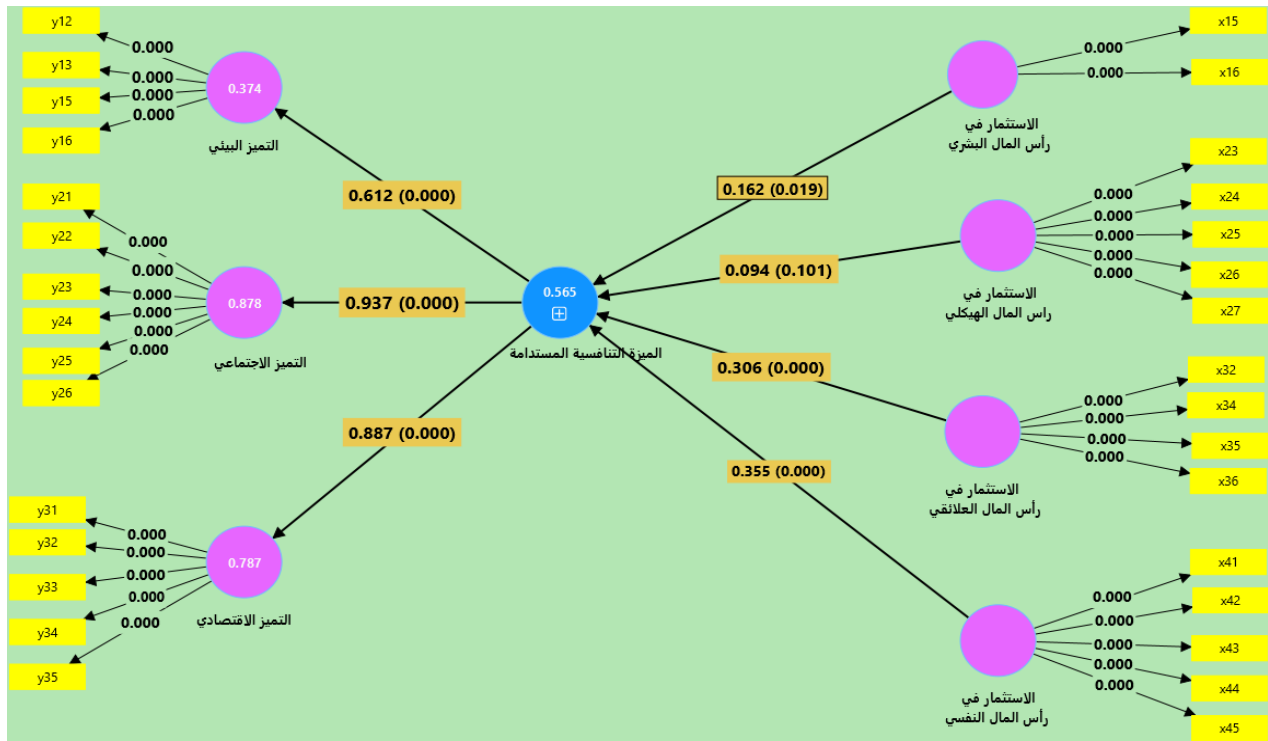 y12
y13
y15
y16
0.000
0.000
0.000
0.000
0.374
التميز البيئي
y21
y22
y23
y24
y25
y26
0.000
0.000
0.000
0.000
0.000
0.000
0.878
التميز الاجتماعي
y31
y32
y33
y34
y35
0.000
0.000
0.000
0.000
0.000
0.787
التميز الاقتصادي
0.612 (0.000)
0.937 (0.000)
0.887 (0.000)
0.565
الميزة التنافسية المستدامة
0.162 (0.019)
0.094 (0.101)
0.306 (0.000)
0.355 (0.000)
الاستثمار في
رأس المال البشري
0.000
0.000
x15
x16
الاستثمار في
راس المال الهيكلي
0.000
0.000
0.000
0.000
0.000
x23
x24
x25
x26
x27
الاستثمار في
رأس المال العلائقي
0.000
0.000
0.000
0.000
x32
x34
x35
x36
الاستثمار في
رأس المال النفسي
0.000
0.000
0.000
0.000
0.000
x41
x42
x43
x44
x45